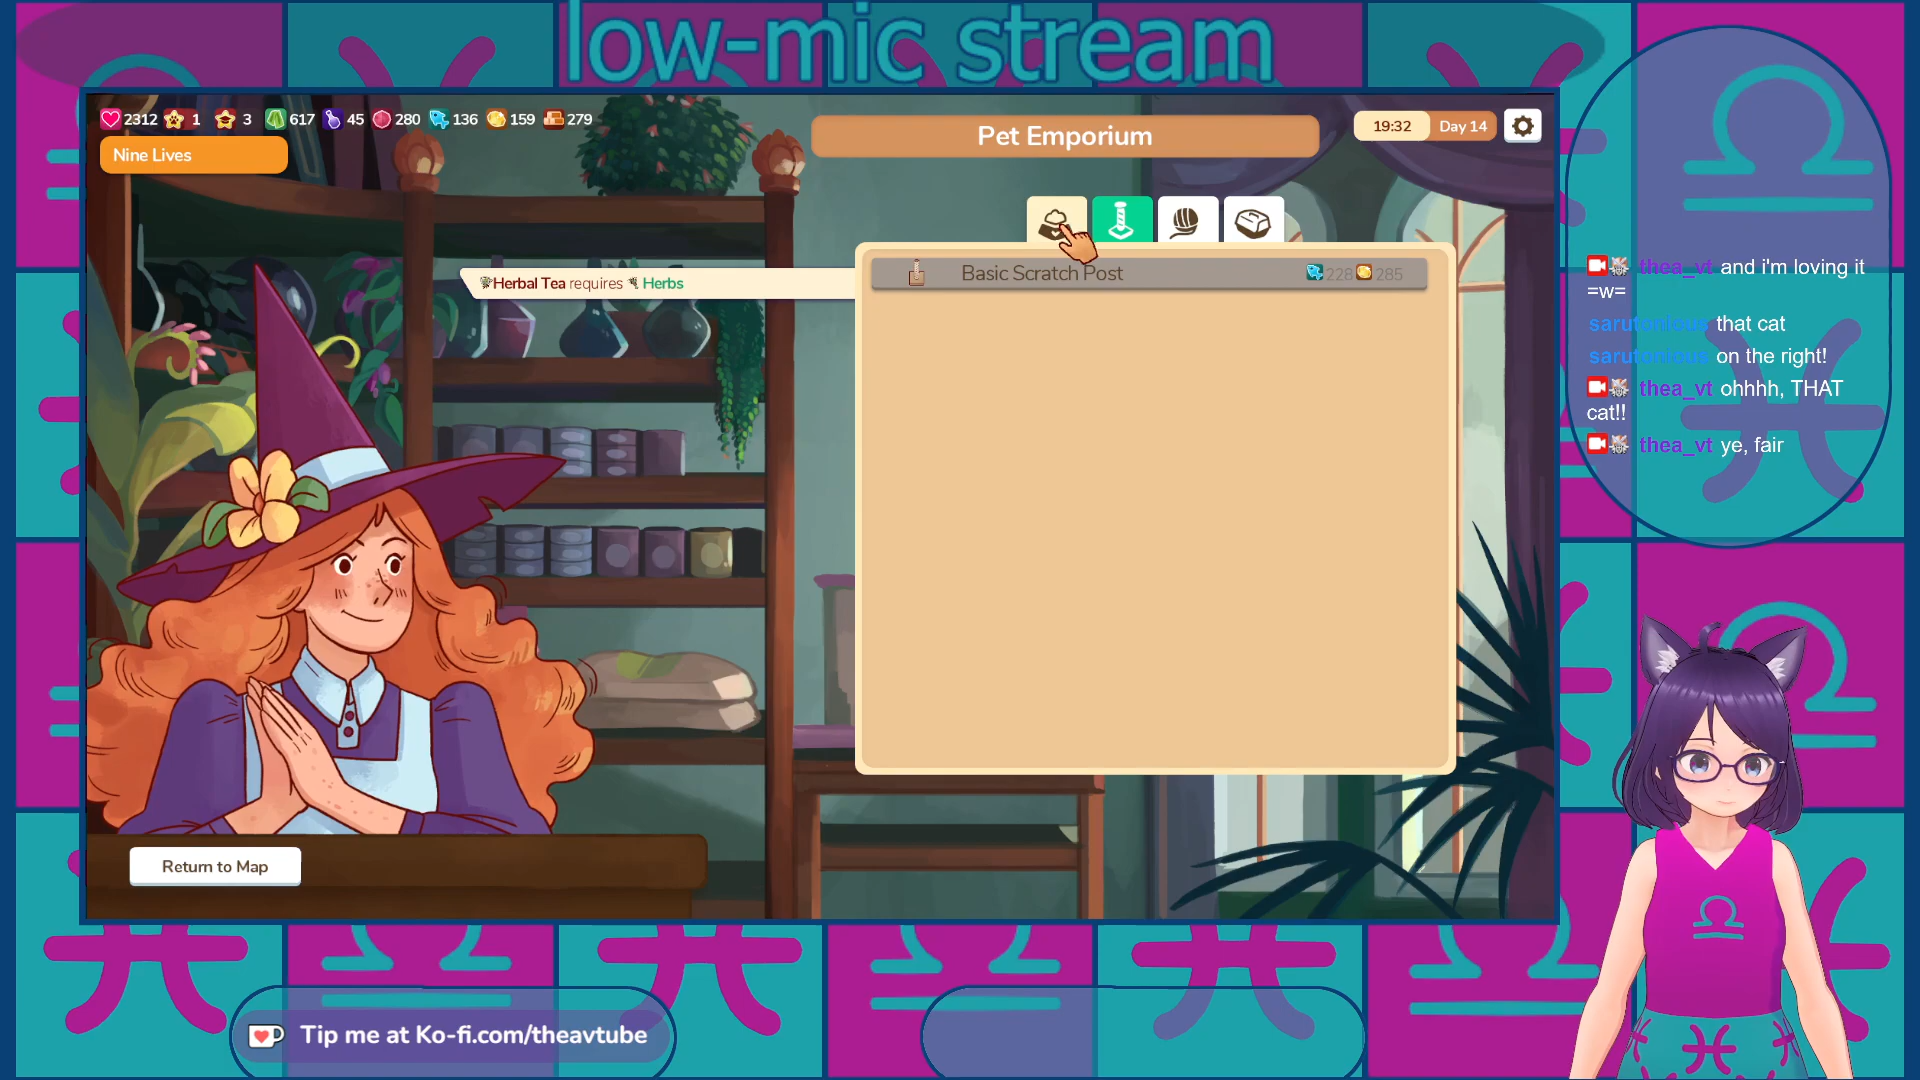 low-mic stream
2312 1 3 617 45 280 136 159 279
Nine Lives
Pet Emporium
19:32 Day 14
Herbal Tea requires Herbs
Basic Scratch Post 228 285
Return to Map
thea_vt and i'm loving it
=w=
sarutonious that cat
sarutonious on the right!
thea_vt ohhhh, THAT
cat!!
thea_vt ye, fair
Tip me at Ko-fi.com/theavtube